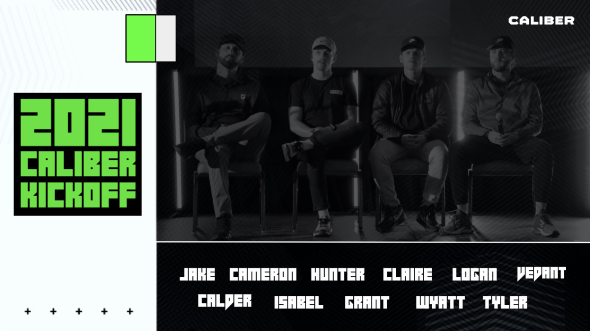 CALIBER
2021
CALIBER
KICKOFF
JAKE CAMERON HUNTER CLAIRE LOGAN VEDANT
CALDER ISABEL GRANT WYATT TYLER